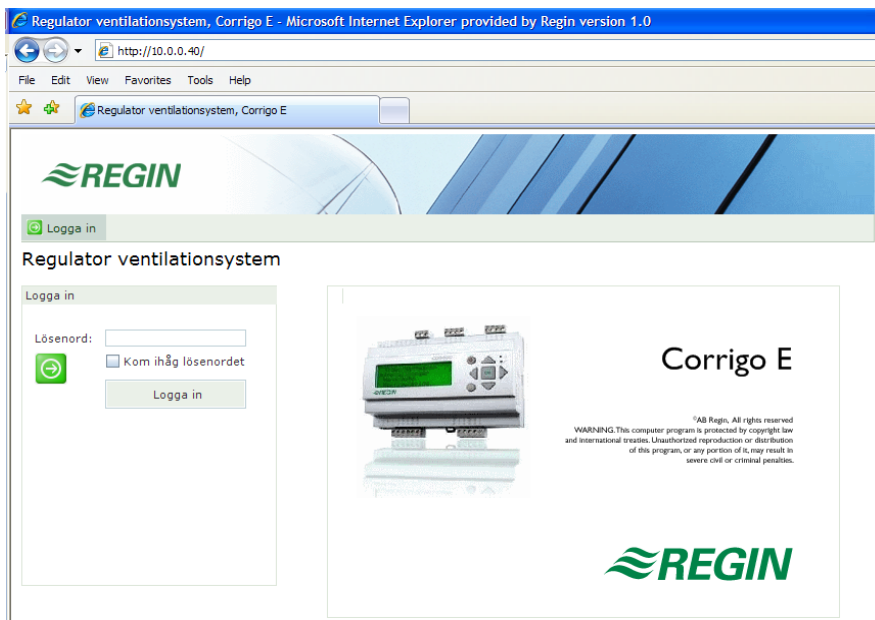 Regulator ventilationsystem, Corrigo E - Microsoft Internet Explorer provided by Regin version 1.0
http://10.0.0.40/
File Edit View Favorites Tools Help
Regulator ventilationsystem, Corrigo E
REGIN
Logga in
Regulator ventilationsystem
Logga in
Lösenord:
Kom ihåg lösenordet
Logga in
Corrigo E
©AB Regin, All rights reserved
WARNING. This computer program is protected by copyright law
and international treaties. Unauthorized reproduction or distribution
of this program, or any portion of it, may result in
severe civil or criminal penalties.
REGIN
REGIN